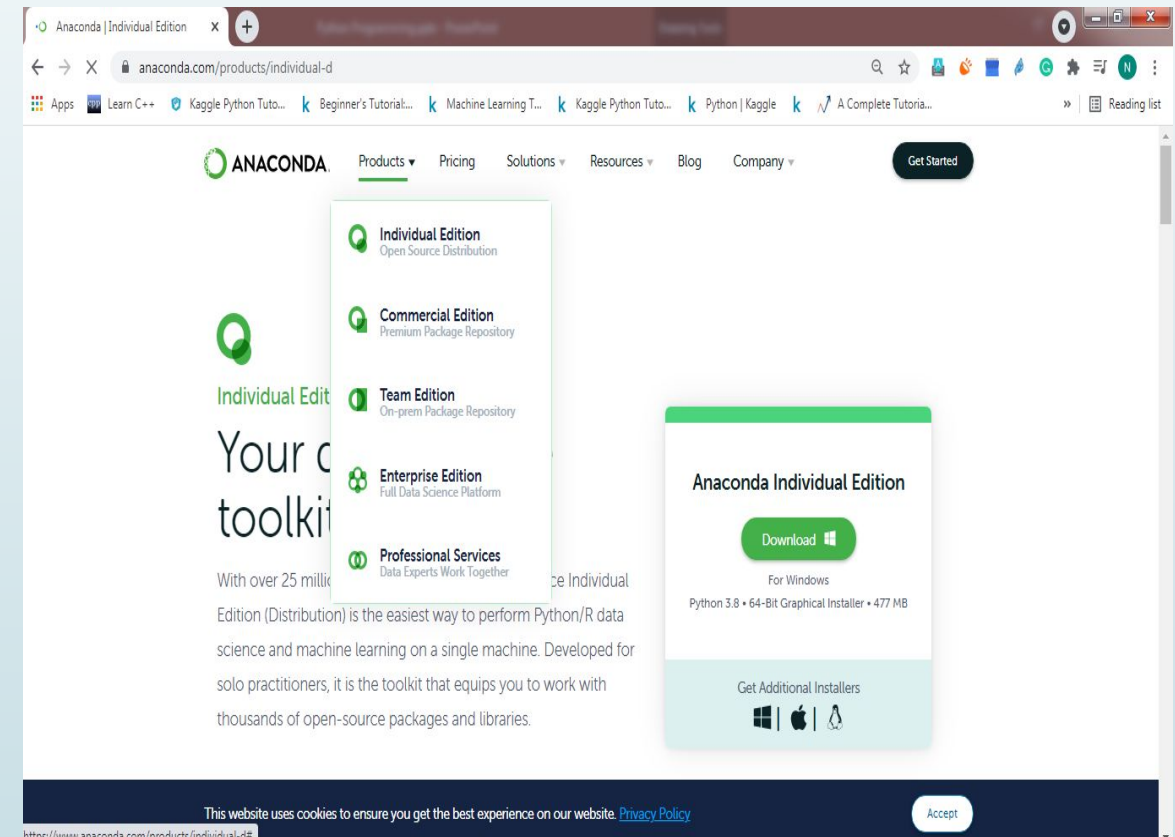 Anaconda | Individual Edition
anaconda.com/products/individual-d
N
Apps
cpp
Learn C++
Kaggle Python Tuto...
k
Beginner's Tutorial:...
k
Machine Learning T...
k
Kaggle Python Tuto...
k
Python | Kaggle
k
A Complete Tutoria...
»
Reading list
ANACONDA.
Products
Pricing
Solutions
Resources
Blog
Company
Get Started
Individual Edition
Open Source Distribution
Commercial Edition
Premium Package Repository
Team Edition
On-prem Package Repository
Enterprise Edition
Full Data Science Platform
Professional Services
Data Experts Work Together
Individual Edit
Your
toolkit
With over 25 ce Individual
Edition (Distribution) is the easiest way to perform Python/R data
science and machine learning on a single machine. Developed for
solo practitioners, it is the toolkit that equips you to work with
thousands of open-source packages and libraries.
Anaconda Individual Edition
Download
For Windows
Python 3.8 • 64-Bit Graphical Installer • 477 MB
Get Additional Installers
This website uses cookies to ensure you get the best experience on our website. Privacy Policy
Accept
https://www.anaconda.com/products/individual-d#